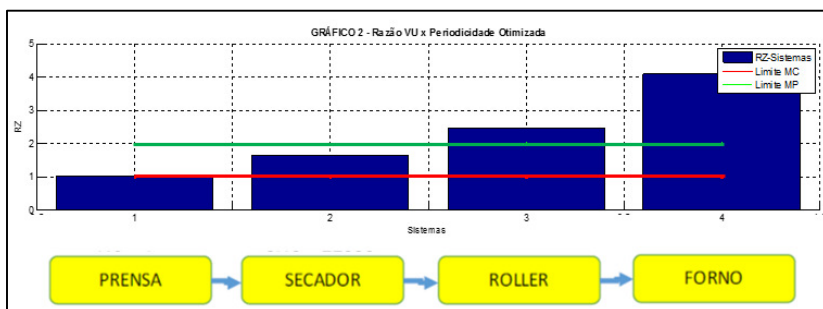 GRÁFICO 2 - Razão VU x Periodicidade Otimizada
5
4
3
2
1
0
RZ
RZ-Sistemas
Limite MC
Limite MP
1 2 3 4
Sistemas
PRENSA SECADOR ROLLER FORNO